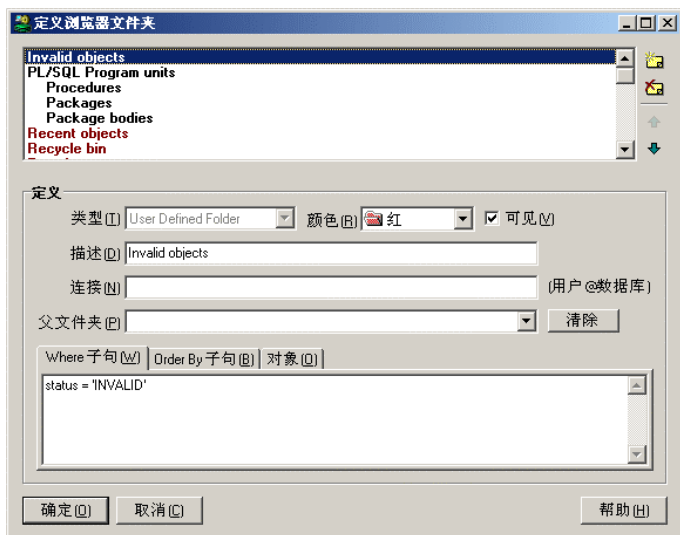 定义浏览器文件夹
Invalid objects
PL/SQL Program units
Procedures
Packages
Package bodies
Recent objects
Recycle bin
定义
类型(T) User Defined Folder 颜色(R) 红 可见(V)
描述(D) Invalid objects
连接(N) (用户@数据库)
父文件夹(P) 清除
Where 子句(W) Order By 子句(B) 对象(O)
status = 'INVALID'
确定(O) 取消(C) 帮助(H)